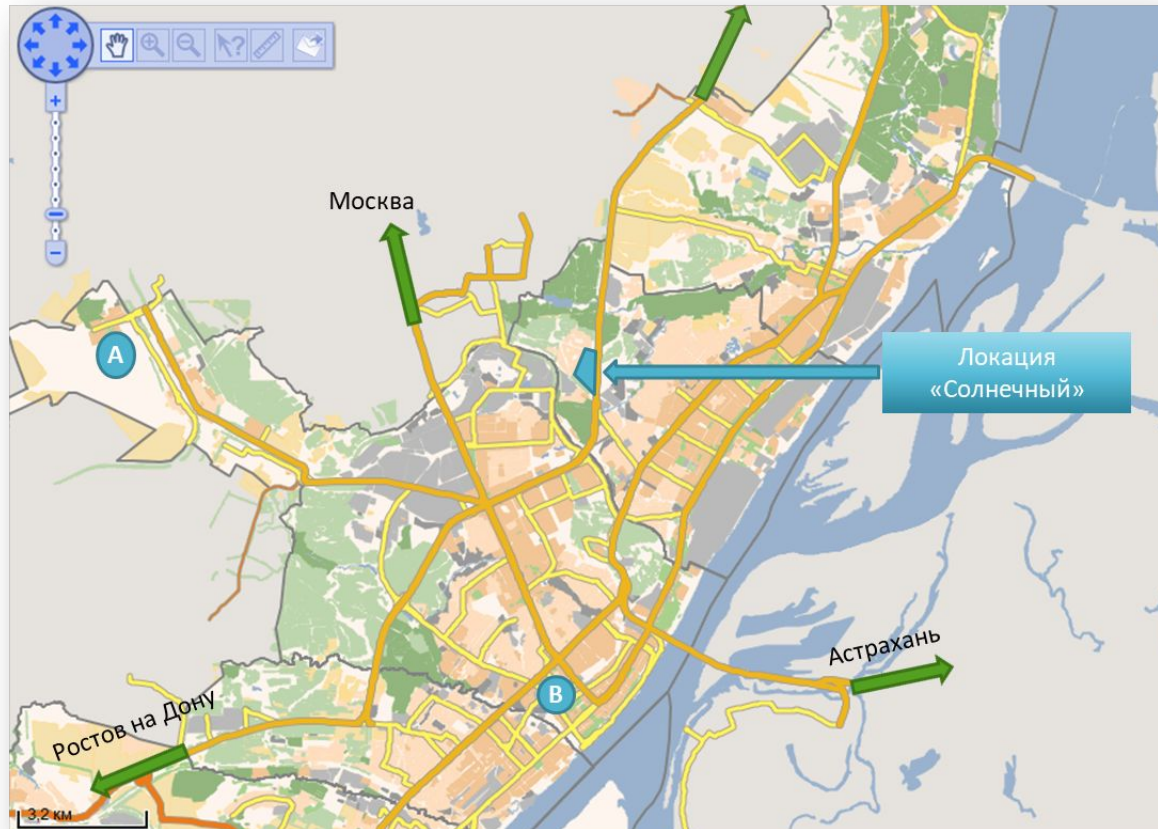 Москва
A
Локация
«Солнечный»
Астрахань
B
Ростов на Дону
3,2 км